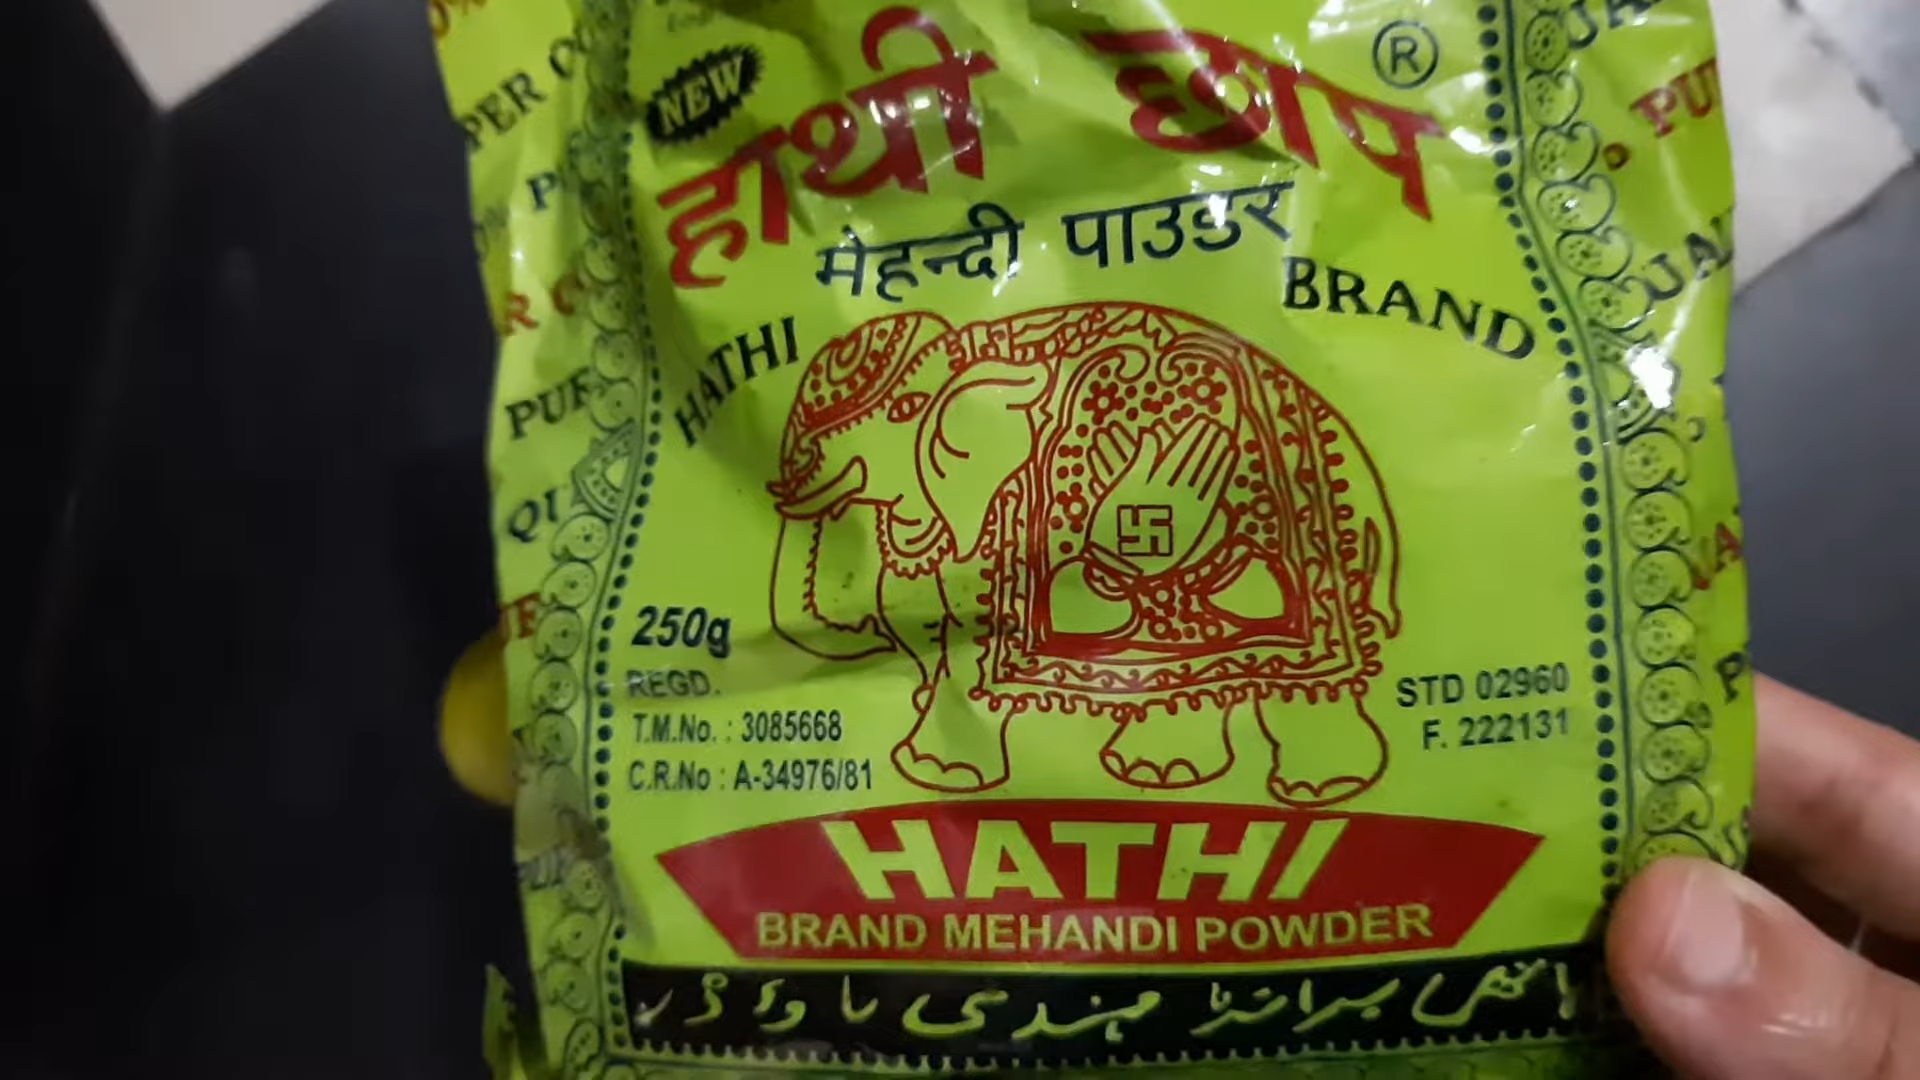 NEW
हाथी छाप ®
मेहन्दी पाउडर
HATHI BRAND
250g
REGD.
T.M.No. : 3085668
C.R.No : A-34976/81
STD 02960
F. 222131
HATHI
BRAND MEHANDI POWDER
ہاتھی برانڈ مہندی پاوڈر
PUR